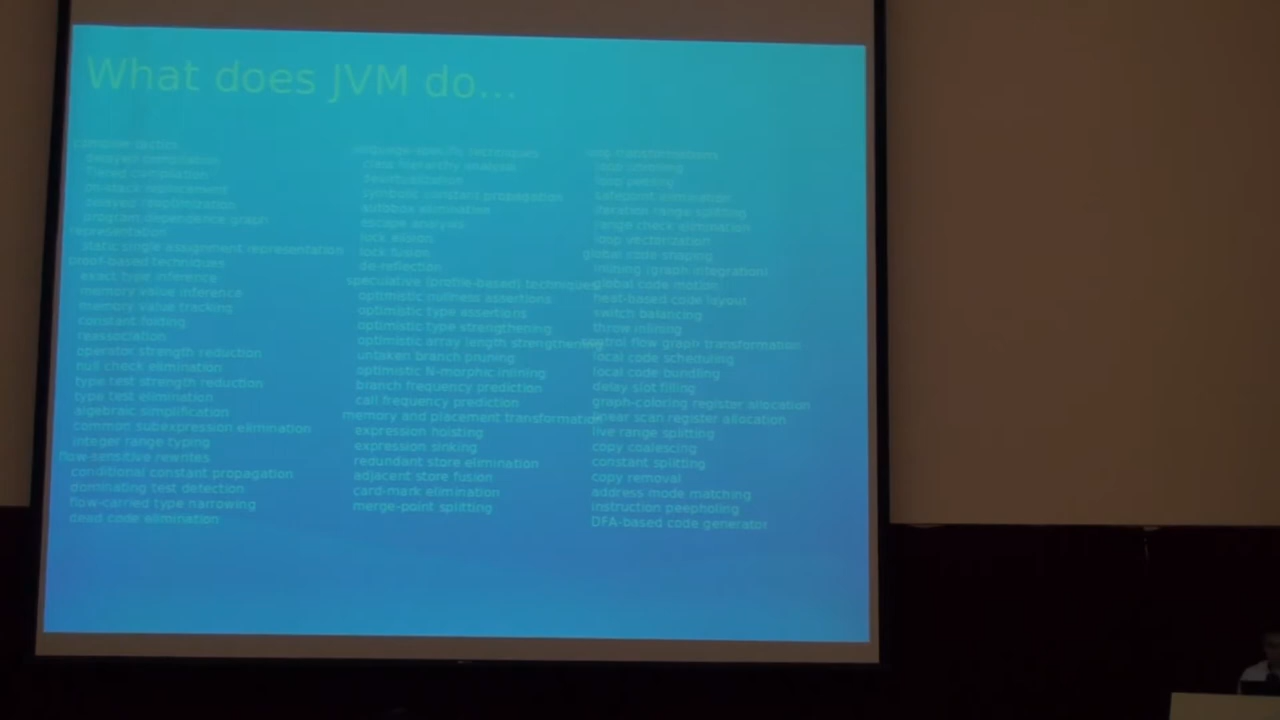 What does JVM do...
compiler tactics
delayed compilation
Tiered compilation
on-stack replacement
delayed reoptimization
program dependence graph
representation
static single assignment representation
proof-based techniques
exact type inference
memory value inference
memory value tracking
constant folding
reassociation
operator strength reduction
null check elimination
type test strength reduction
type test elimination
algebraic simplification
common subexpression elimination
integer range typing
flow-sensitive rewrites
conditional constant propagation
dominating test detection
flow-carried type narrowing
dead code elimination
language-specific techniques
class hierarchy analysis
devirtualization
symbolic constant propagation
autobox elimination
escape analysis
lock elision
lock fusion
de-reflection
speculative (profile-based) techniques
optimistic nullness assertions
optimistic type assertions
optimistic type strengthening
optimistic array length strengthening
untaken branch pruning
optimistic N-morphic inlining
branch frequency prediction
call frequency prediction
memory and placement transformation
expression hoisting
expression sinking
redundant store elimination
adjacent store fusion
card-mark elimination
merge-point splitting
loop transformations
loop unrolling
loop peeling
safepoint elimination
iteration range splitting
range check elimination
loop vectorization
global code shaping
inlining (graph integration)
global code motion
heat-based code layout
switch balancing
throw inlining
control flow graph transformation
local code scheduling
local code bundling
delay slot filling
graph-coloring register allocation
linear scan register allocation
live range splitting
copy coalescing
constant splitting
copy removal
address mode matching
instruction peepholing
DFA-based code generator